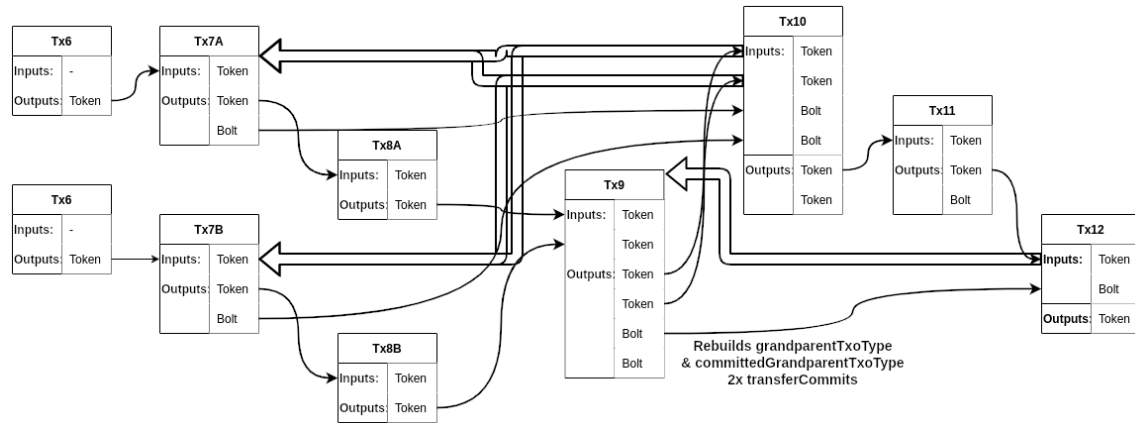 Tx6
Inputs: -
Outputs: Token
Tx7A
Inputs: Token
Outputs: Token
Bolt
Tx8A
Inputs: Token
Outputs: Token
Tx6
Inputs: -
Outputs: Token
Tx7B
Inputs: Token
Outputs: Token
Bolt
Tx8B
Inputs: Token
Outputs: Token
Tx9
Inputs: Token
Token
Outputs: Token
Token
Bolt
Bolt
Rebuilds grandparentTxoType
& committedGrandparentTxoType
2x transferCommits
Tx10
Inputs: Token
Token
Bolt
Bolt
Outputs: Token
Token
Tx11
Inputs: Token
Outputs: Token
Bolt
Tx12
Inputs: Token
Bolt
Outputs: Token